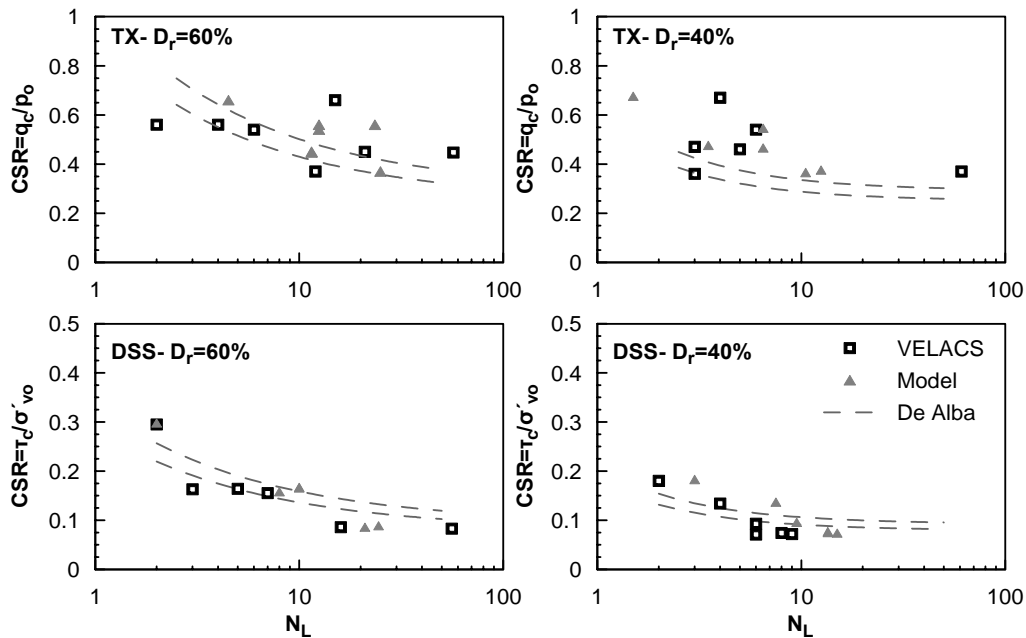 TX- Dr=60%
CSR=qc/po
1
0.8
0.6
0.4
0.2
0
1
10
100
TX- Dr=40%
CSR=qc/po
1
0.8
0.6
0.4
0.2
0
1
10
100
DSS- Dr=60%
CSR=τc/σ´vo
0.5
0.4
0.3
0.2
0.1
0
1
10
100
NL
DSS- Dr=40%
CSR=τc/σ´vo
0.5
0.4
0.3
0.2
0.1
0
1
10
100
NL
VELACS
Model
De Alba